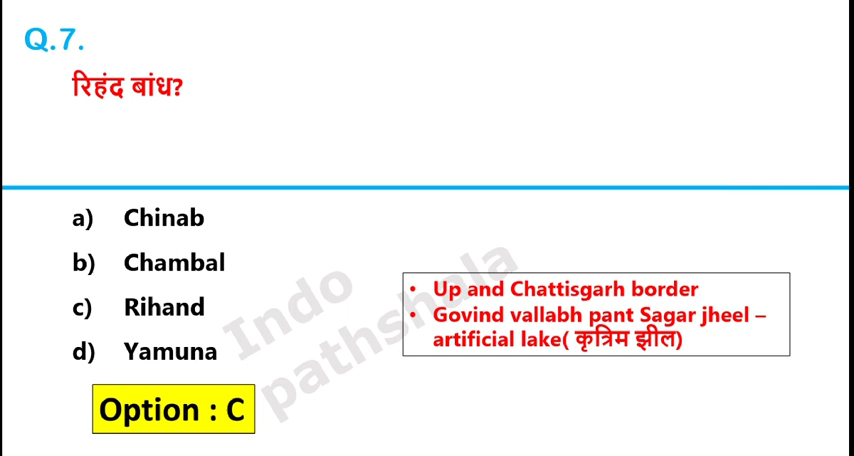 Q.7.
रिहंद बांध?
a) Chinab
b) Chambal
c) Rihand
d) Yamuna
• Up and Chattisgarh border
• Govind vallabh pant Sagar jheel –
artificial lake( कृत्रिम झील)
Option : C
Indo
pathshala